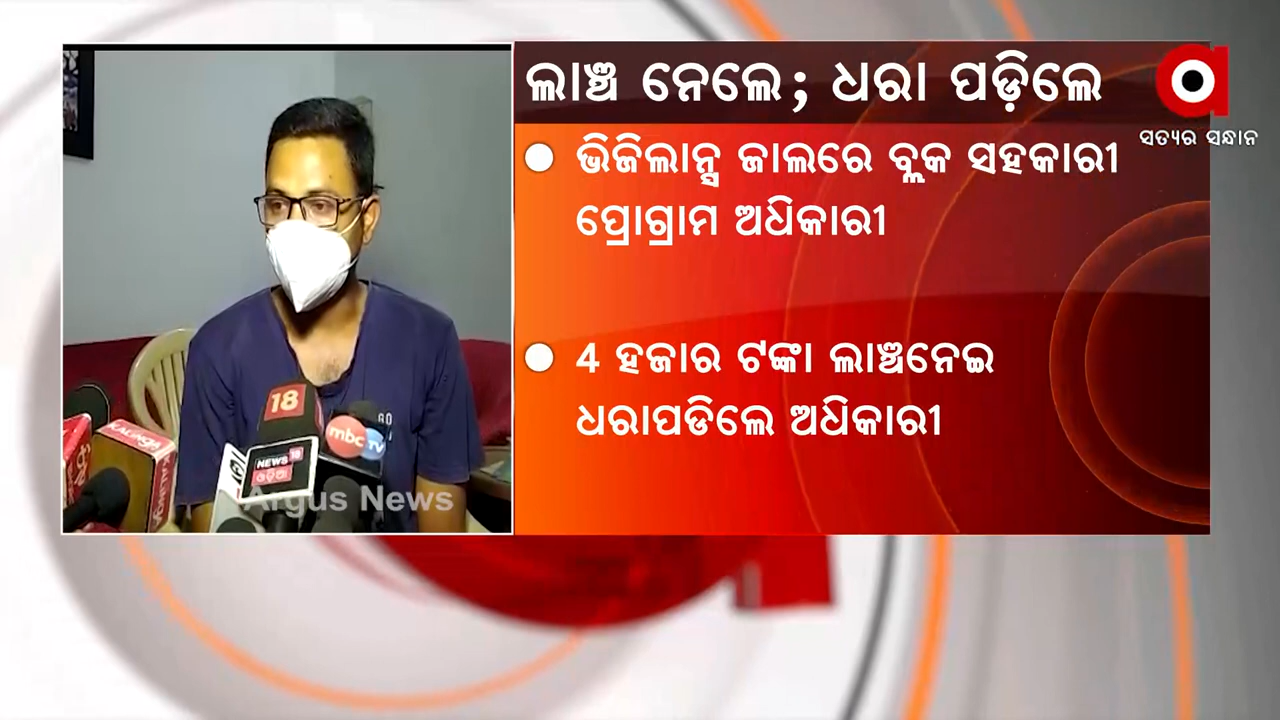 ଲାଞ୍ଚ ନେଲେ; ଧରା ପଡ଼ିଲେ
ସତ୍ୟର ସନ୍ଧାନ
ଭିଜିଲାନ୍ସ ଜାଲରେ ବ୍ଲକ ସହକାରୀ
ପ୍ରୋଗ୍ରାମ ଅଧିକାରୀ
4 ହଜାର ଟଙ୍କା ଲାଞ୍ଚନେଇ
ଧରାପଡିଲେ ଅଧିକାରୀ
18
mbc TV
KALINGA
NEWS 18
ଓଡ଼ିଆ
Argus News